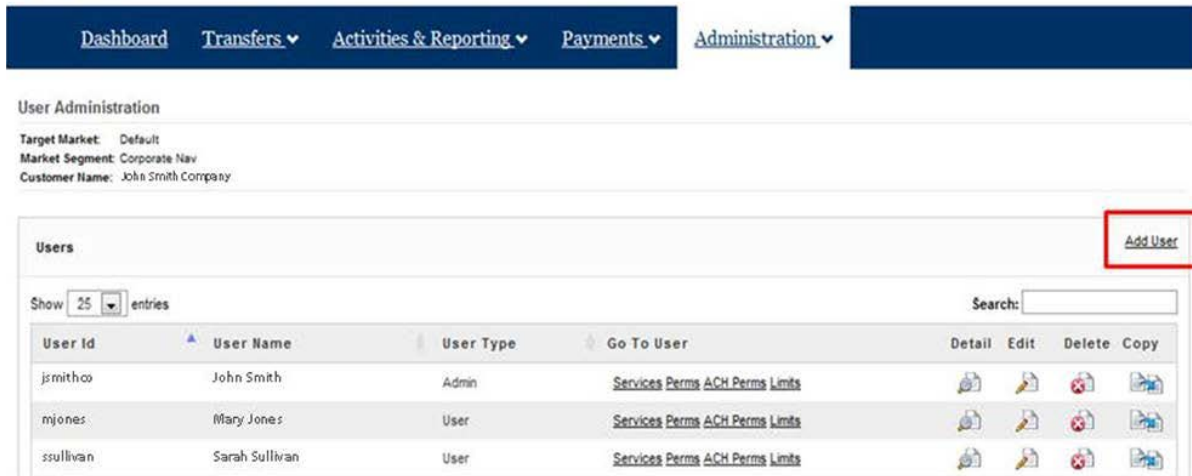 Dashboard Transfers Activities & Reporting Payments Administration
User Administration
Target Market: Default
Market Segment: Corporate Nav
Customer Name: John Smith Company
Users Add User
Show 25 entries Search:
User Id User Name User Type Go To User Detail Edit Delete Copy
jsmithco John Smith Admin Services Perms ACH Perms Limits
mjones Mary Jones User Services Perms ACH Perms Limits
ssullivan Sarah Sullivan User Services Perms ACH Perms Limits